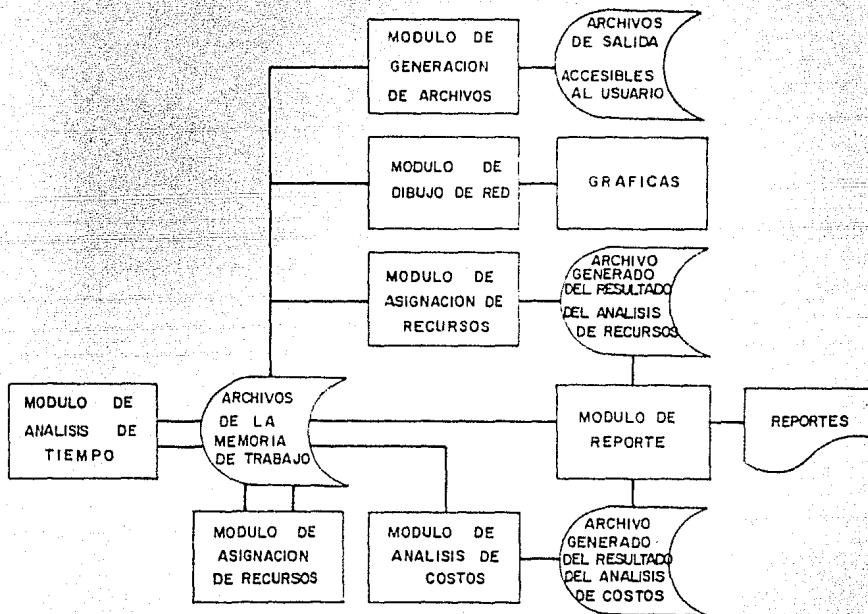 MODULO DE
GENERACION
DE ARCHIVOS
ARCHIVOS
DE SALIDA
ACCESIBLES
AL USUARIO
MODULO DE
DIBUJO DE RED
GRAFICAS
MODULO DE
ASIGNACION DE
RECURSOS
ARCHIVO
GENERADO
DEL RESULTADO
DEL ANALISIS
DE RECURSOS
MODULO DE
ANALISIS DE
TIEMPO
ARCHIVOS
DE LA
MEMORIA
DE TRABAJO
MODULO DE
REPORTE
REPORTES
MODULO DE
ASIGNACION
DE RECURSOS
MODULO DE
ANALISIS DE
COSTOS
ARCHIVO
GENERADO
DEL RESULTADO
DEL ANALISIS
DE COSTOS